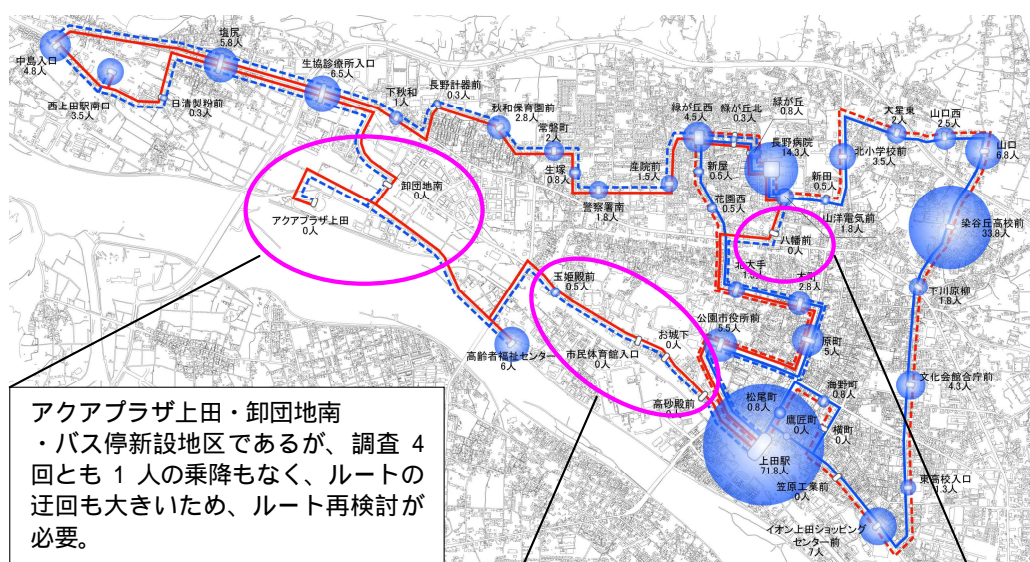 中島入口
4.8人
西上田駅南口
3.5人
日清製粉前
0.3人
塩尻
5.8人
生協診療所入口
6.5人
下秋和
1人
長野計器前
0.3人
秋和保育園前
2.8人
常磐町
2人
生塚
0.8人
警察署南
1.8人
産院前
1.5人
緑が丘西
4.5人
緑が丘北
0.3人
緑が丘
0.8人
長野病院
14.3人
新屋
0.5人
花園西
0.5人
新田
0.5人
山洋電気前
1.8人
北小学校前
3.5人
大星東
2人
山口西
2.5人
山口
6.8人
染谷丘高校前
33.8人
下川原柳
1.8人
文化会館合庁前
4.3人
東高校入口
1.3人
イオン上田ショッピング
センター前
7人
笠原工業前
0人
上田駅
71.8人
松尾町
0.8人
鷹匠町
0人
海野町
0.8人
横町
0人
原町
5人
2.8人
北大手
公園市役所前
5.5人
八幡前
0人
卸団地南
0人
アクアプラザ上田
0人
玉姫殿前
0.5人
お城下
0人
市民体育館入口
0人
高砂殿前
高齢者福祉センター
6人
アクアプラザ上田・卸団地南
・バス停新設地区であるが、調査 4
回とも 1 人の乗降もなく、ルートの
迂回も大きいため、ルート再検討が
必要。